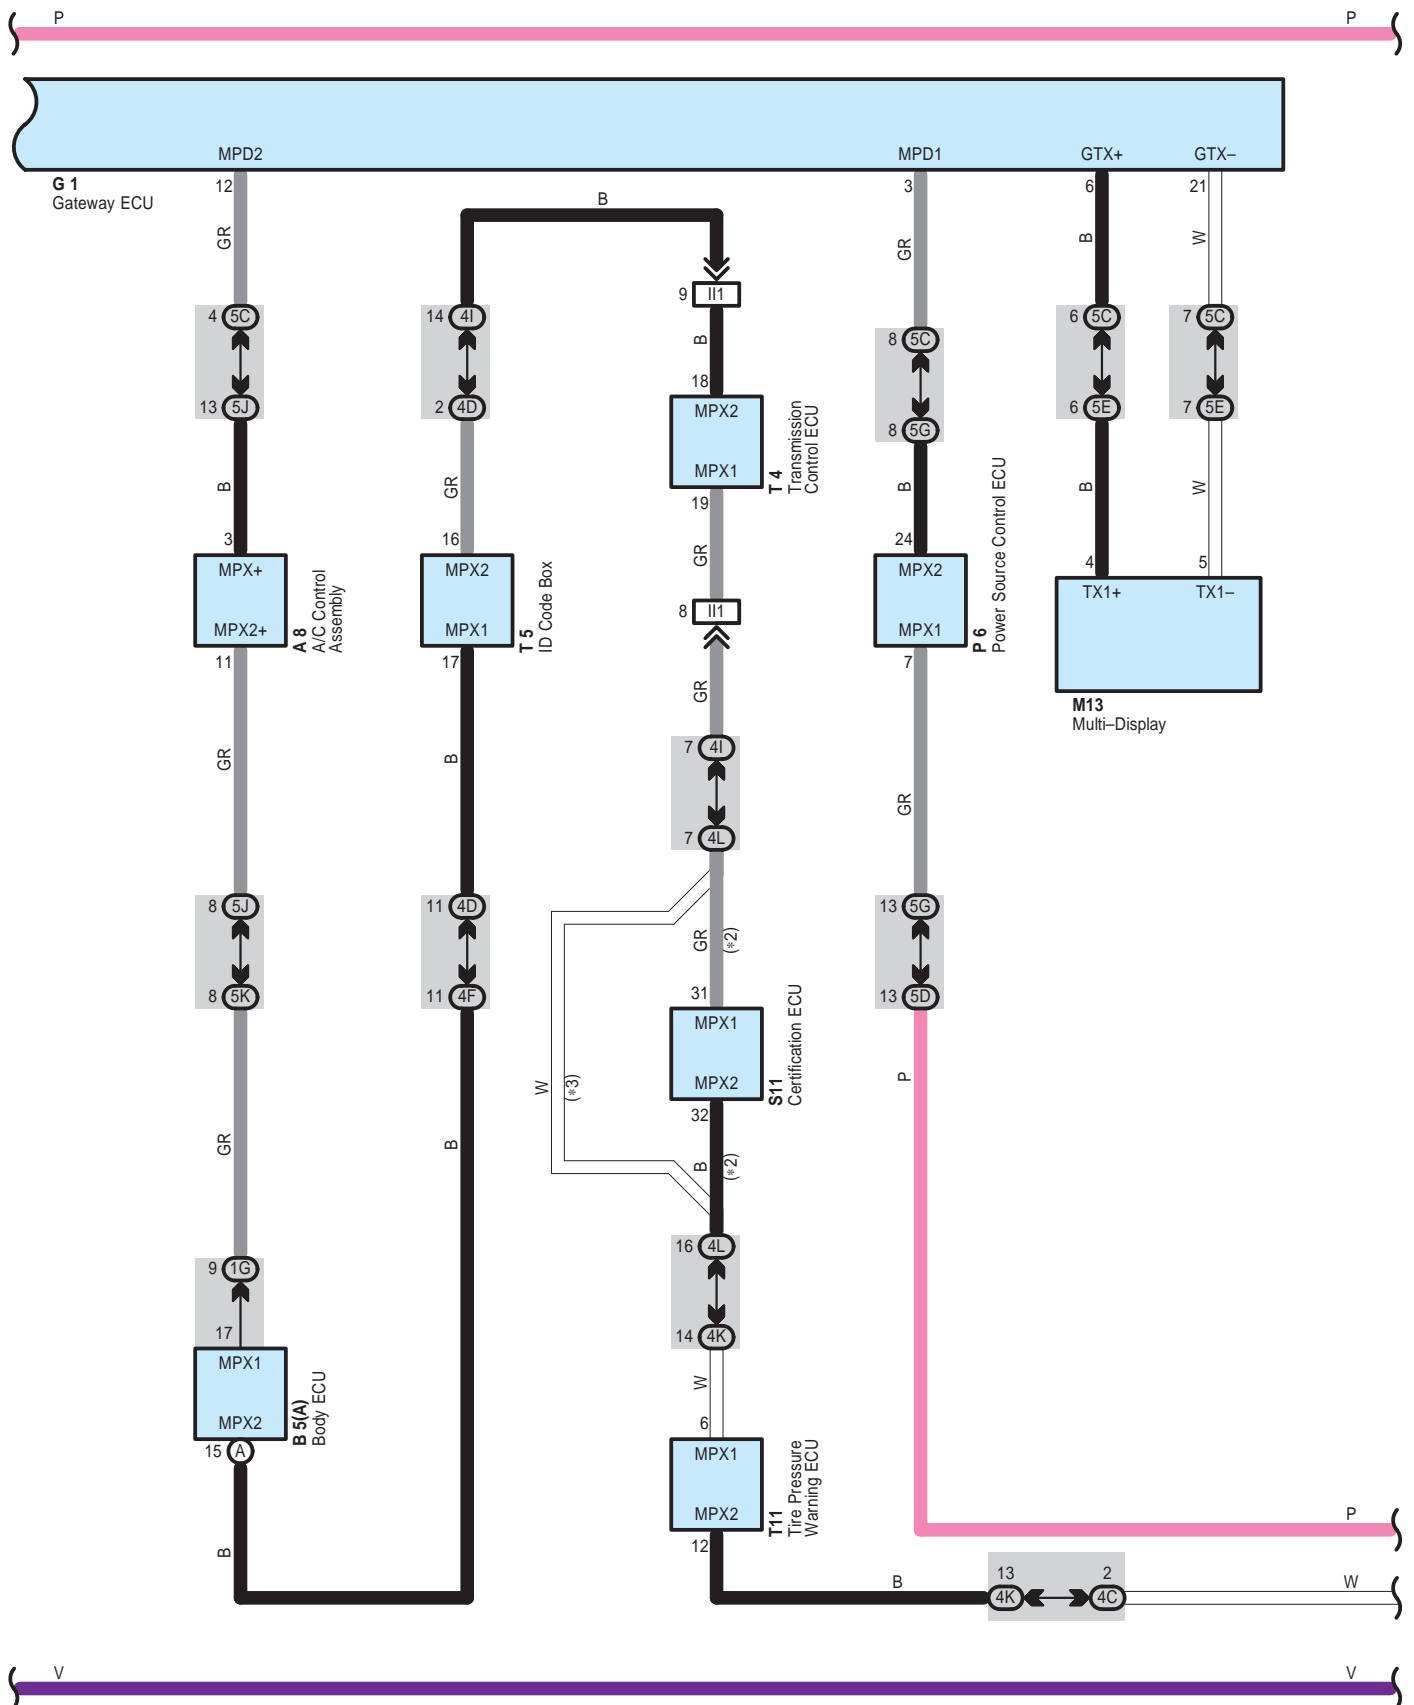 P
P
MPD2
MPD1
GTX+
GTX–
G 1
Gateway ECU
12
3
6
21
B
GR
GR
B
W
9
II1
4
5C
14
4I
B
8
5C
6
5C
7
5C
18
13
5J
2
4D
MPX2
MPX1
T 4
Transmission
Control ECU
8
5G
6
5E
7
5E
19
B
GR
B
B
W
3
16
GR
24
4
5
MPX+
MPX2+
A 8
A/C Control
Assembly
MPX2
MPX1
T 5
ID Code Box
8
II1
MPX2
MPX1
P 6
Power Source Control ECU
TX1+
TX1–
11
17
7
GR
M13
Multi–Display
GR
B
7
4I
GR
7
4L
8
5J
11
4D
13
5G
GR
(*2)
8
5K
11
4F
31
13
5D
MPX1
MPX2
S11
Certification ECU
W
(*3)
P
32
GR
B
B
(*2)
9
1G
16
4L
17
14
4K
MPX1
MPX2
B 5(A)
Body ECU
W
6
15
A
MPX1
MPX2
T11
Tire Pressure
Warning ECU
P
12
B
B
13
4K
2
4C
W
V
V